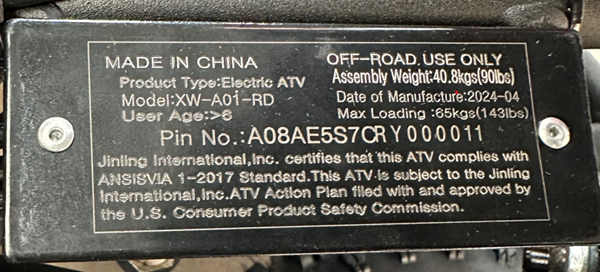 MADE IN CHINA
OFF-ROAD USE ONLY
Product Type:Electric ATV
Assembly Weight:40.8kgs(90lbs)
Model:XW-A01-RD
Date of Manufacture:2024-04
User Age:>6
Max Loading :65kgs(143lbs)
Pin No.:A08AE5S7CRY000011
Jinling International,Inc. certifies that this ATV complies with
ANSISVIA 1-2017 Standard.This ATV is subject to the Jinling
International,Inc.ATV Action Plan filed with and approved by
the U.S. Consumer Product Safety Commission.